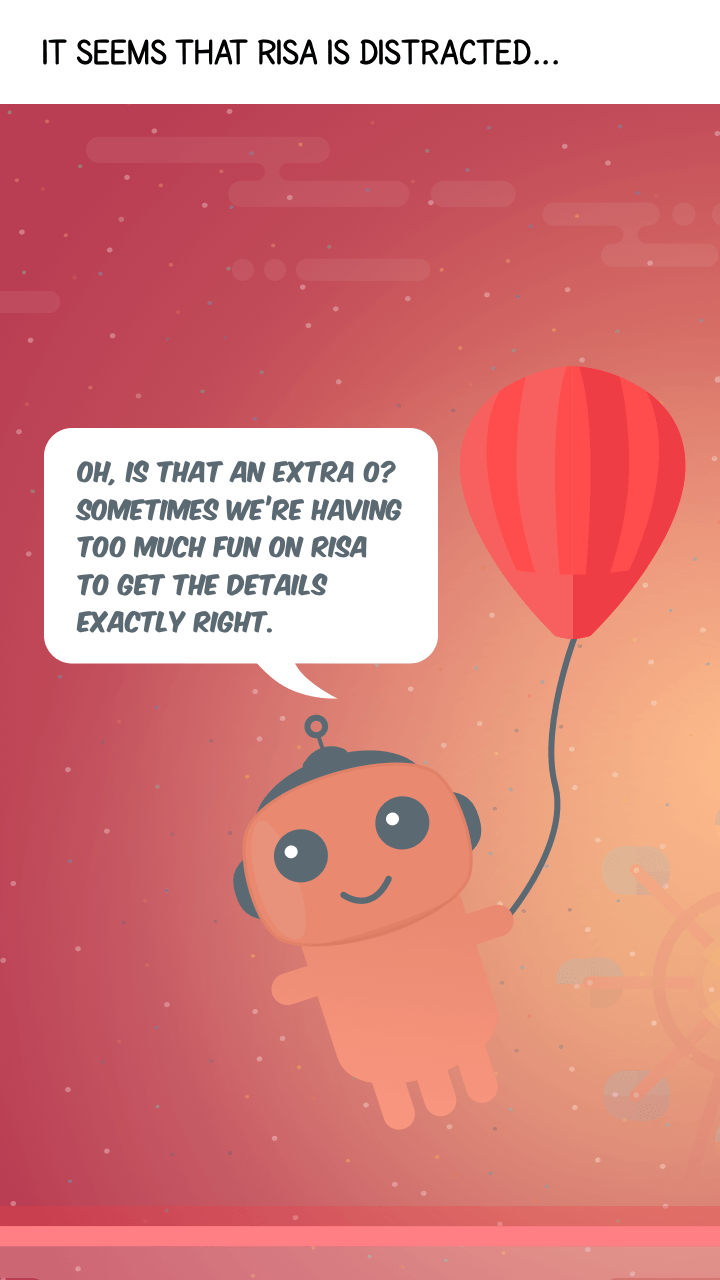 IT SEEMS THAT RISA IS DISTRACTED...
OH, IS THAT AN EXTRA O?
SOMETIMES WE'RE HAVING
TOO MUCH FUN ON RISA
TO GET THE DETAILS
EXACTLY RIGHT.